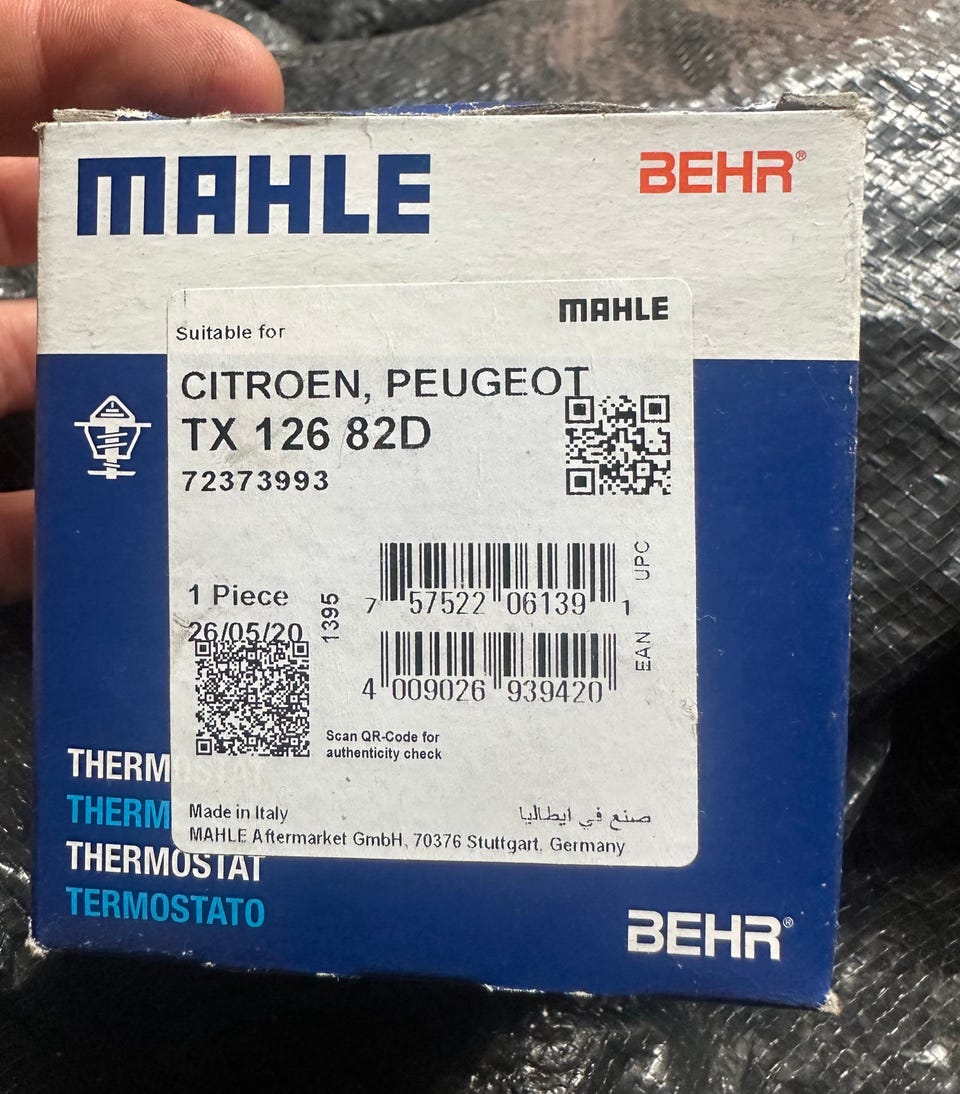 MAHLE
BEHR®
MAHLE
Suitable for
CITROEN, PEUGEOT
TX 126 82D
72373993
UPC
7 57522 06139 1
1 Piece
1395
26/05/20
EAN
4 009026 939420
Scan QR-Code for
authenticity check
THERMOSTAT
THERM
Made in Italy
صنع في ايطاليا
MAHLE Aftermarket GmbH, 70376 Stuttgart, Germany
THERMOSTAT
TERMOSTATO
BEHR®